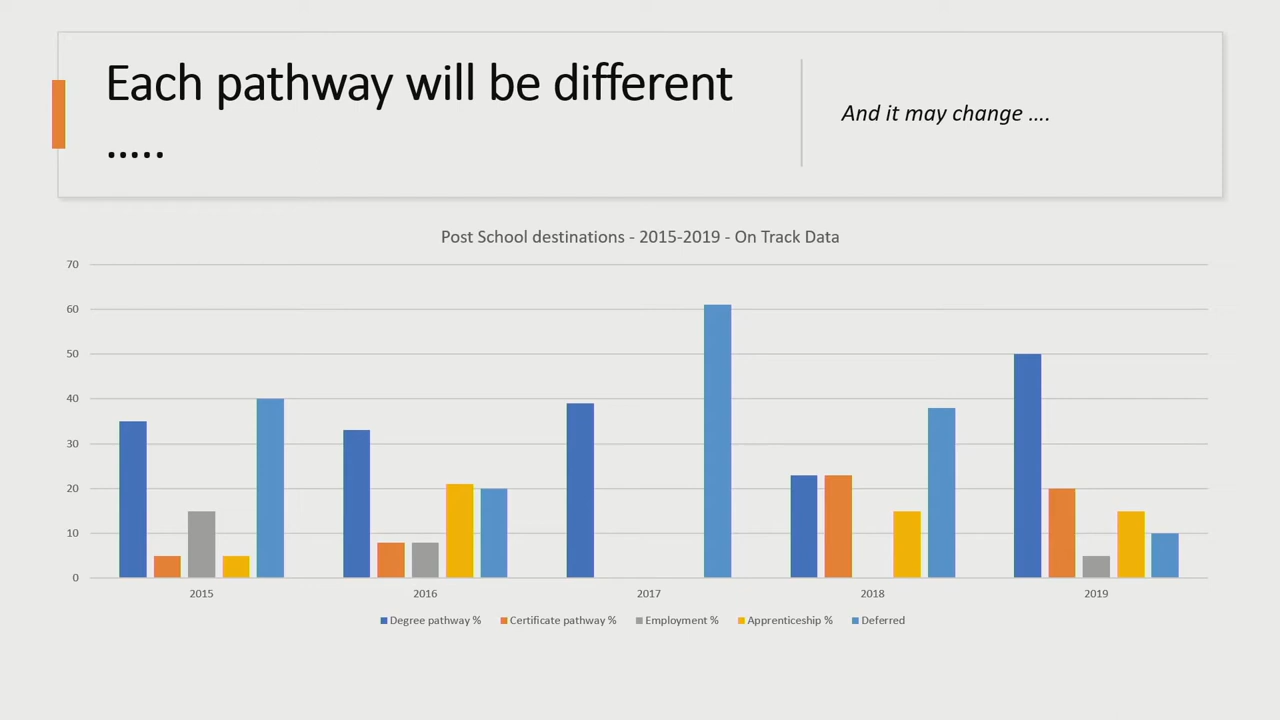 Each pathway will be different
…..
And it may change ….
Post School destinations - 2015-2019 - On Track Data
70
60
50
40
30
20
10
0
2015 2016 2017 2018 2019
Degree pathway % Certificate pathway % Employment % Apprenticeship % Deferred